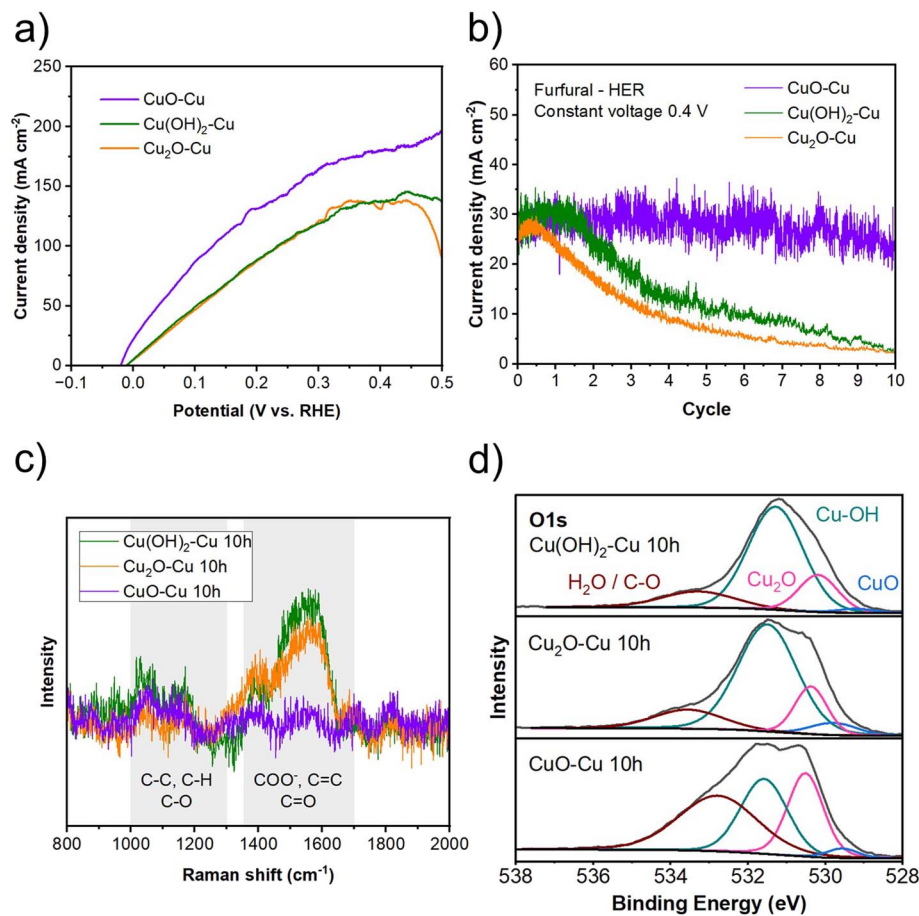 a)
250
200
150
100
50
0
Current density (mA cm⁻²)
CuO-Cu
Cu(OH)₂-Cu
Cu₂O-Cu
−0.1 0.0 0.1 0.2 0.3 0.4 0.5
Potential (V vs. RHE)
b)
60
50
40
30
20
10
0
Current density (mA cm⁻²)
Furfural - HER
Constant voltage 0.4 V
CuO-Cu
Cu(OH)₂-Cu
Cu₂O-Cu
0 1 2 3 4 5 6 7 8 9 10
Cycle
c)
Intensity
Cu(OH)₂-Cu 10h
Cu₂O-Cu 10h
CuO-Cu 10h
C-C, C-H
C-O
COO⁻, C=C
C=O
800 1000 1200 1400 1600 1800 2000
Raman shift (cm⁻¹)
d)
Intensity
O1s
Cu(OH)₂-Cu 10h
Cu-OH
H₂O / C-O
Cu₂O
CuO
Cu₂O-Cu 10h
CuO-Cu 10h
538 536 534 532 530 528
Binding Energy (eV)